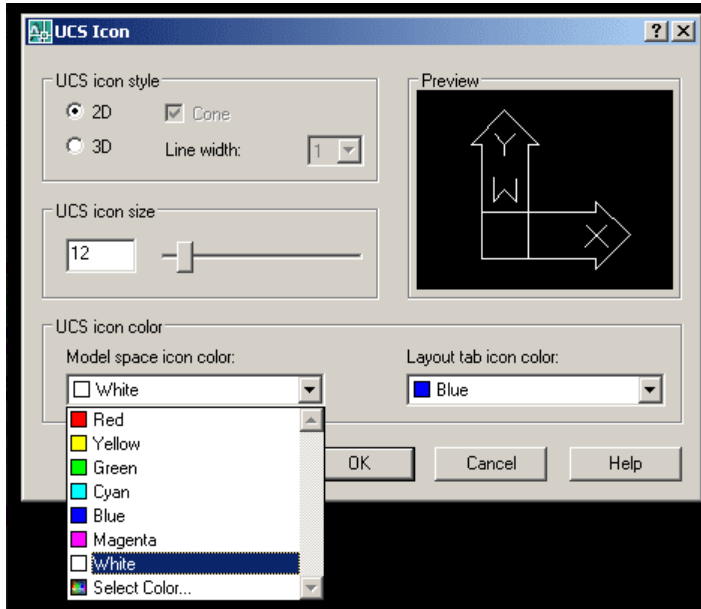 UCS Icon
UCS icon style
2D
Cone
3D
Line width:
1
Preview
Y
W
X
UCS icon size
12
UCS icon color
Model space icon color:
White
Layout tab icon color:
Blue
Red
Yellow
Green
Cyan
Blue
Magenta
White
Select Color...
OK
Cancel
Help